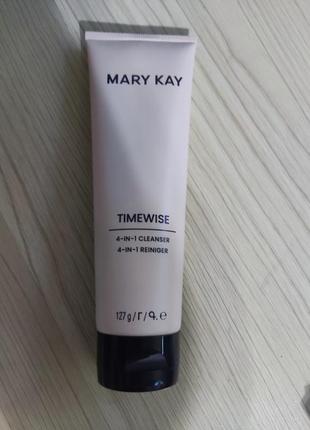 MARY KAY
TIMEWISE
4-IN-1 CLEANSER
4-IN-1 REINIGER
127 g/г/գ. ℮